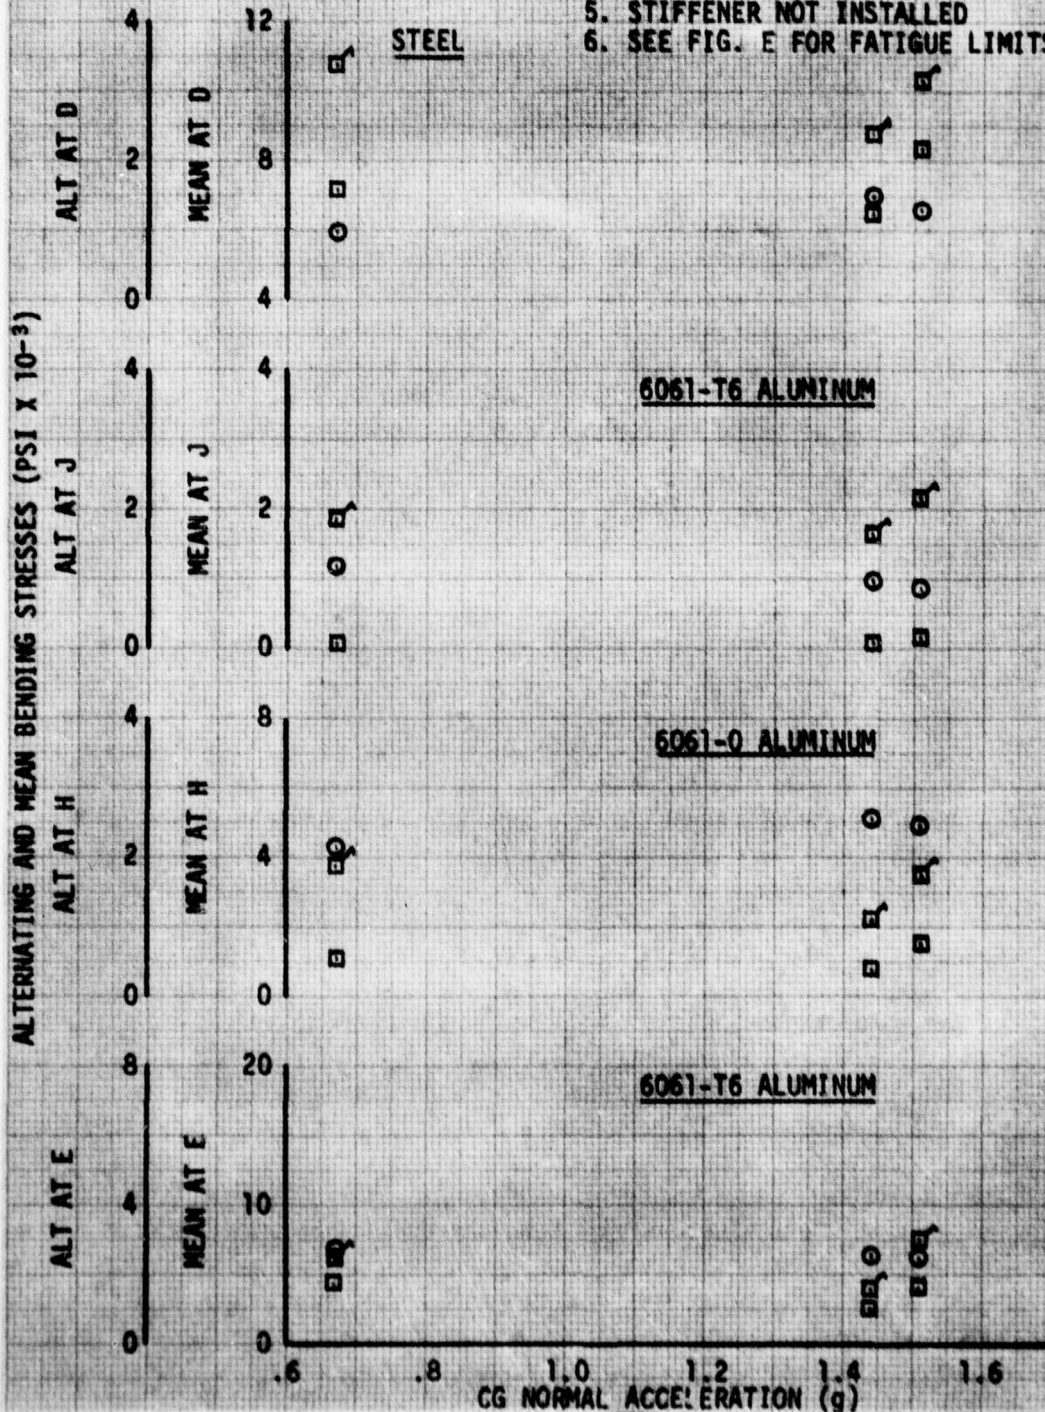 5. STIFFENER NOT INSTALLED
6. SEE FIG. E FOR FATIGUE LIMITS
STEEL
ALTERNATING AND MEAN BENDING STRESSES (PSI X 10-3)
ALT AT D
4
2
0
MEAN AT D
12
8
4
6061-T6 ALUMINUM
ALT AT J
4
2
0
MEAN AT J
4
2
0
6061-0 ALUMINUM
ALT AT H
4
2
0
MEAN AT H
8
4
0
6061-T6 ALUMINUM
ALT AT E
8
4
0
MEAN AT E
20
10
0
.6 .8 1.0 1.2 1.4 1.6
CG NORMAL ACCELERATION (g)